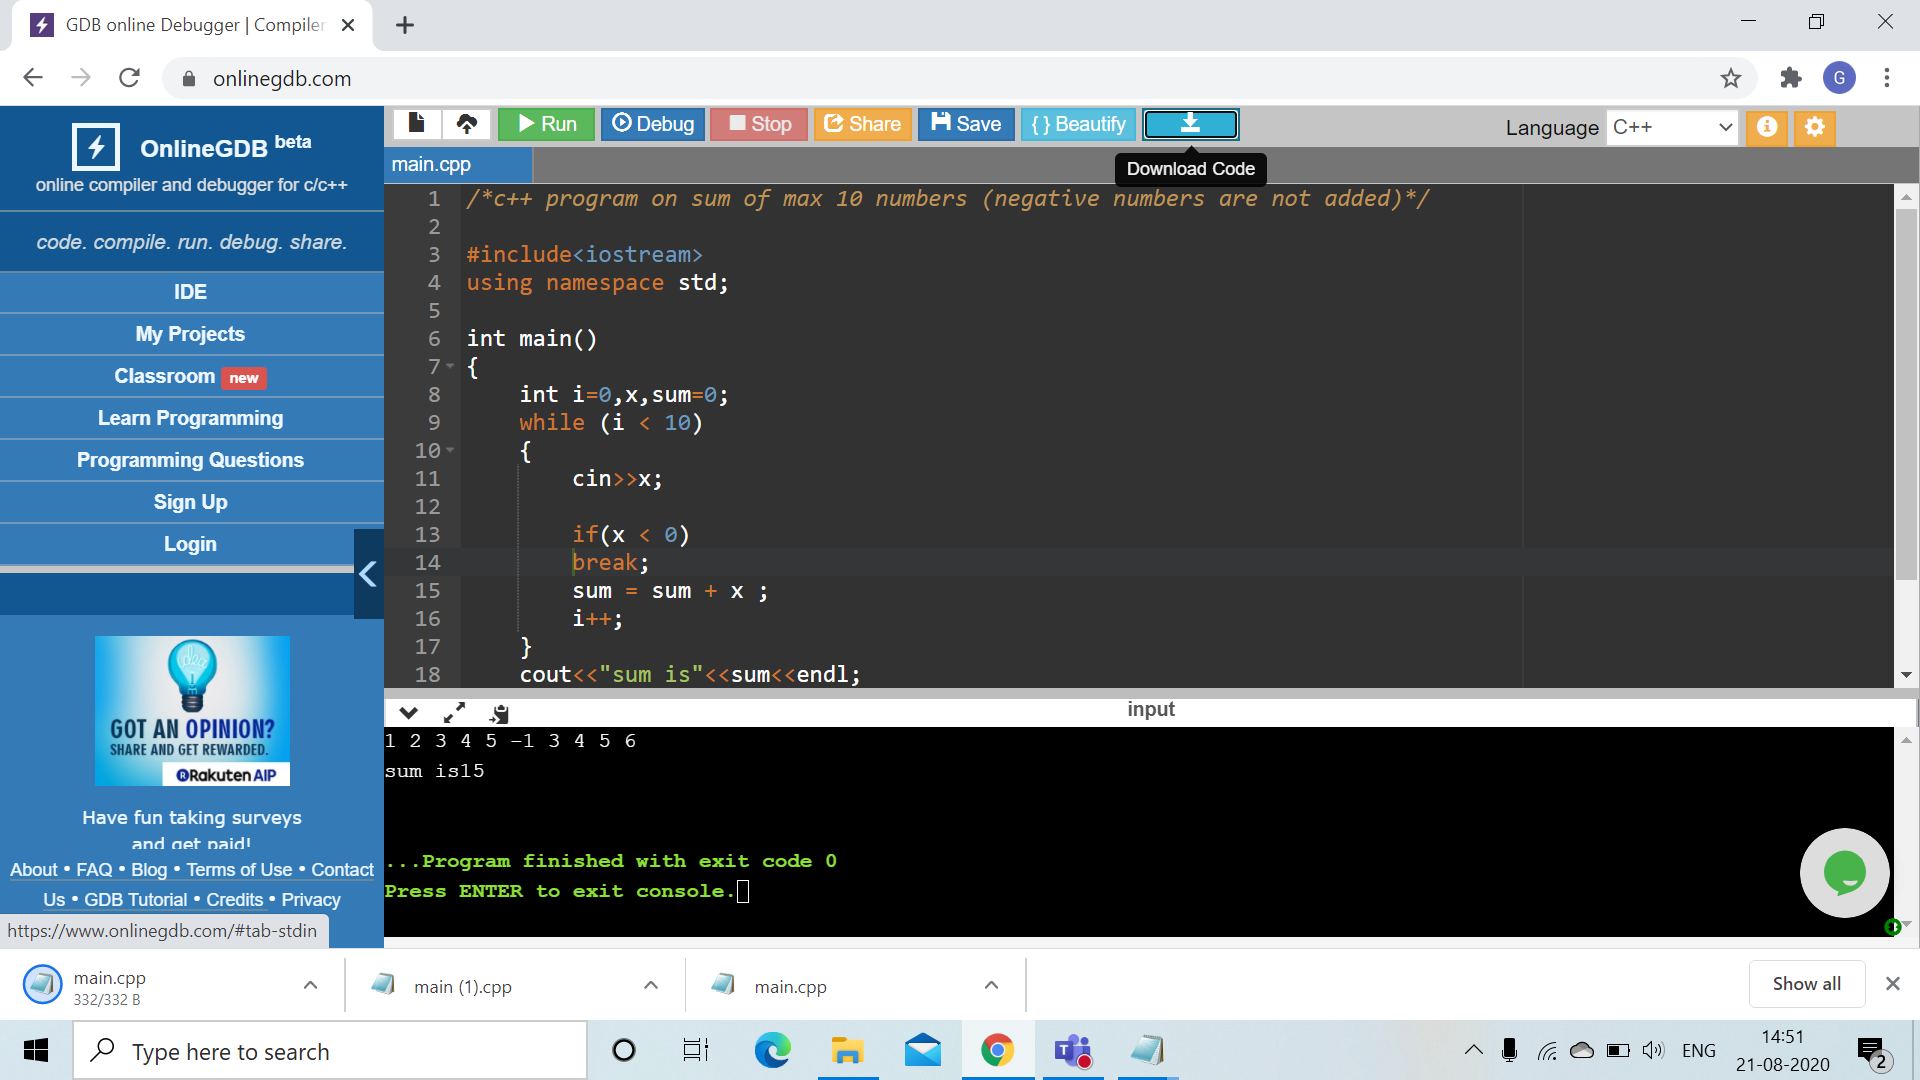 GDB online Debugger | Compiler
onlinegdb.com
G
OnlineGDB beta
online compiler and debugger for c/c++
code. compile. run. debug. share.
IDE
My Projects
Classroom new
Learn Programming
Programming Questions
Sign Up
Login
GOT AN OPINION?
SHARE AND GET REWARDED.
Rakuten AIP
Have fun taking surveys
and get paid!
About • FAQ • Blog • Terms of Use • Contact
Us • GDB Tutorial • Credits • Privacy
https://www.onlinegdb.com/#tab-stdin
Run Debug Stop Share Save { } Beautify
Language C++
Download Code
main.cpp
1 /*c++ program on sum of max 10 numbers (negative numbers are not added)*/
2
3 #include<iostream>
4 using namespace std;
5
6 int main()
7 {
8 int i=0,x,sum=0;
9 while (i < 10)
10 {
11 cin>>x;
12
13 if(x < 0)
14 break;
15 sum = sum + x ;
16 i++;
17 }
18 cout<<"sum is"<<sum<<endl;
input
1 2 3 4 5 -1 3 4 5 6
sum is15
...Program finished with exit code 0
Press ENTER to exit console.
main.cpp
332/332 B
main (1).cpp
main.cpp
Show all
Type here to search
ENG
14:51
21-08-2020
2